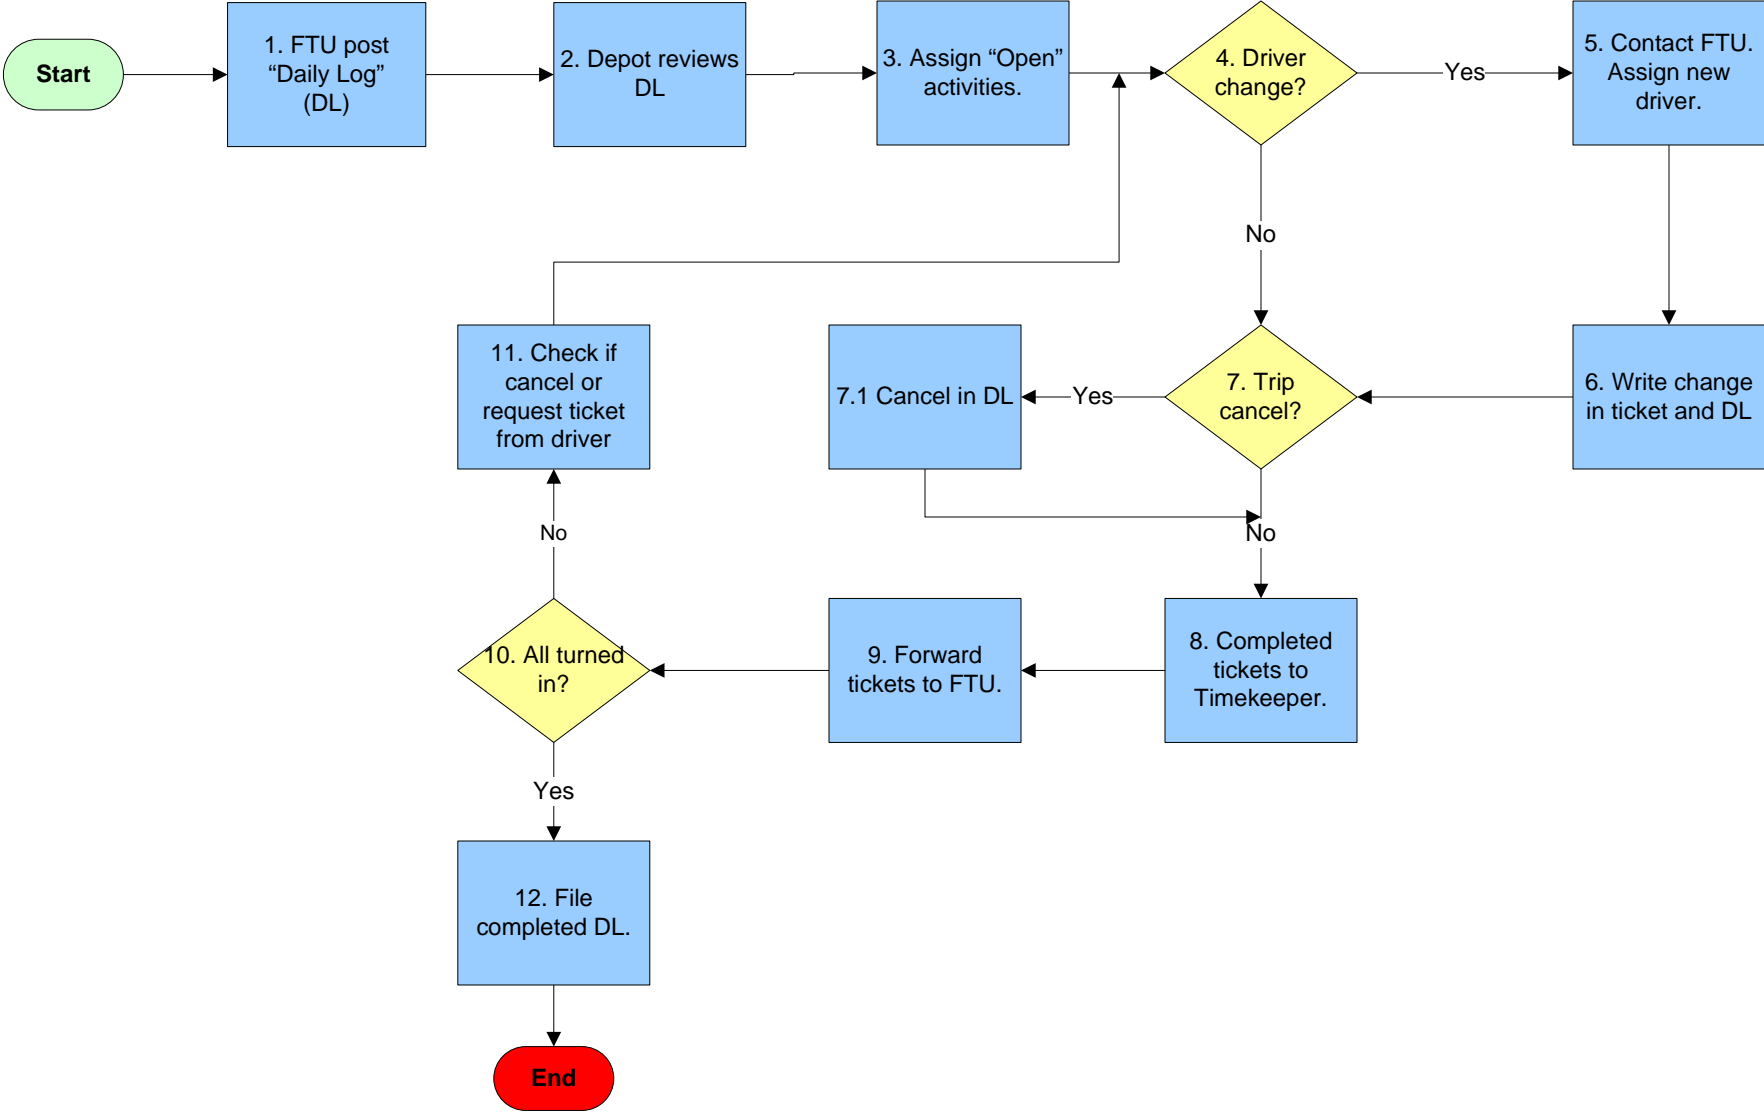 Start
1. FTU post
“Daily Log”
(DL)
2. Depot reviews
DL
3. Assign “Open”
activities.
4. Driver
change?
Yes
5. Contact FTU.
Assign new
driver.
No
11. Check if
cancel or
request ticket
from driver
7.1 Cancel in DL
Yes
7. Trip
cancel?
6. Write change
in ticket and DL
No
No
10. All turned
in?
9. Forward
tickets to FTU.
8. Completed
tickets to
Timekeeper.
Yes
12. File
completed DL.
End